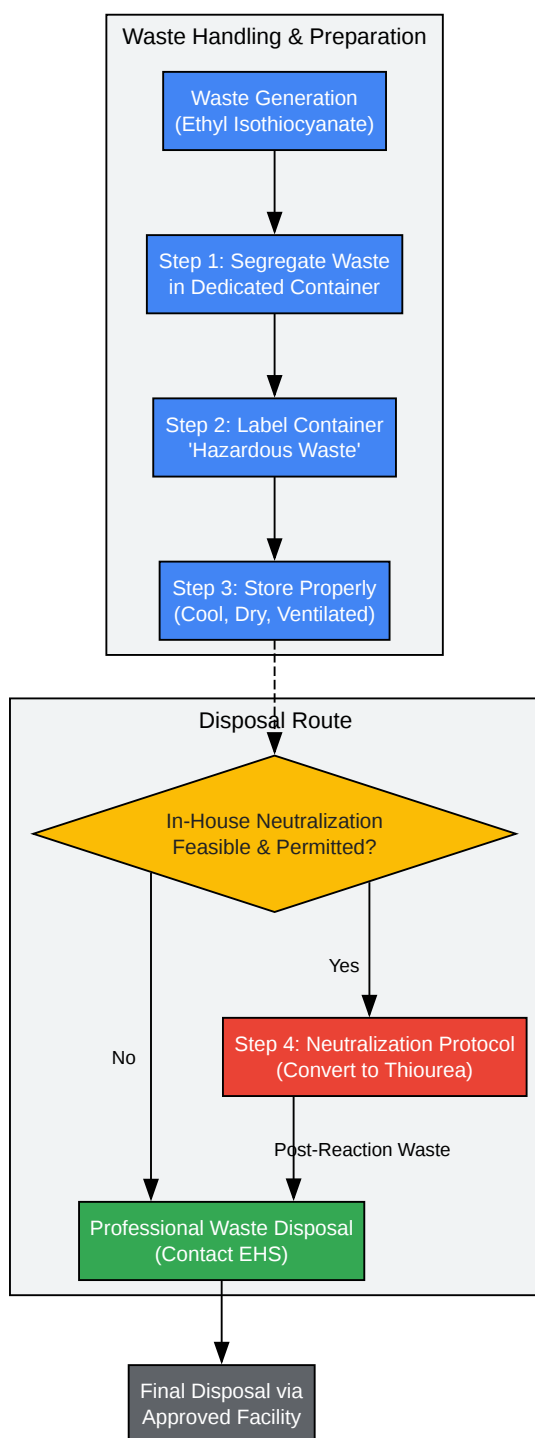 Waste Handling & Preparation
Waste Generation
(Ethyl Isothiocyanate)
Step 1: Segregate Waste
in Dedicated Container
Step 2: Label Container
'Hazardous Waste'
Step 3: Store Properly
(Cool, Dry, Ventilated)
Disposal Route
In-House Neutralization
Feasible & Permitted?
Yes
Step 4: Neutralization Protocol
(Convert to Thiourea)
No
Post-Reaction Waste
Professional Waste Disposal
(Contact EHS)
Final Disposal via
Approved Facility